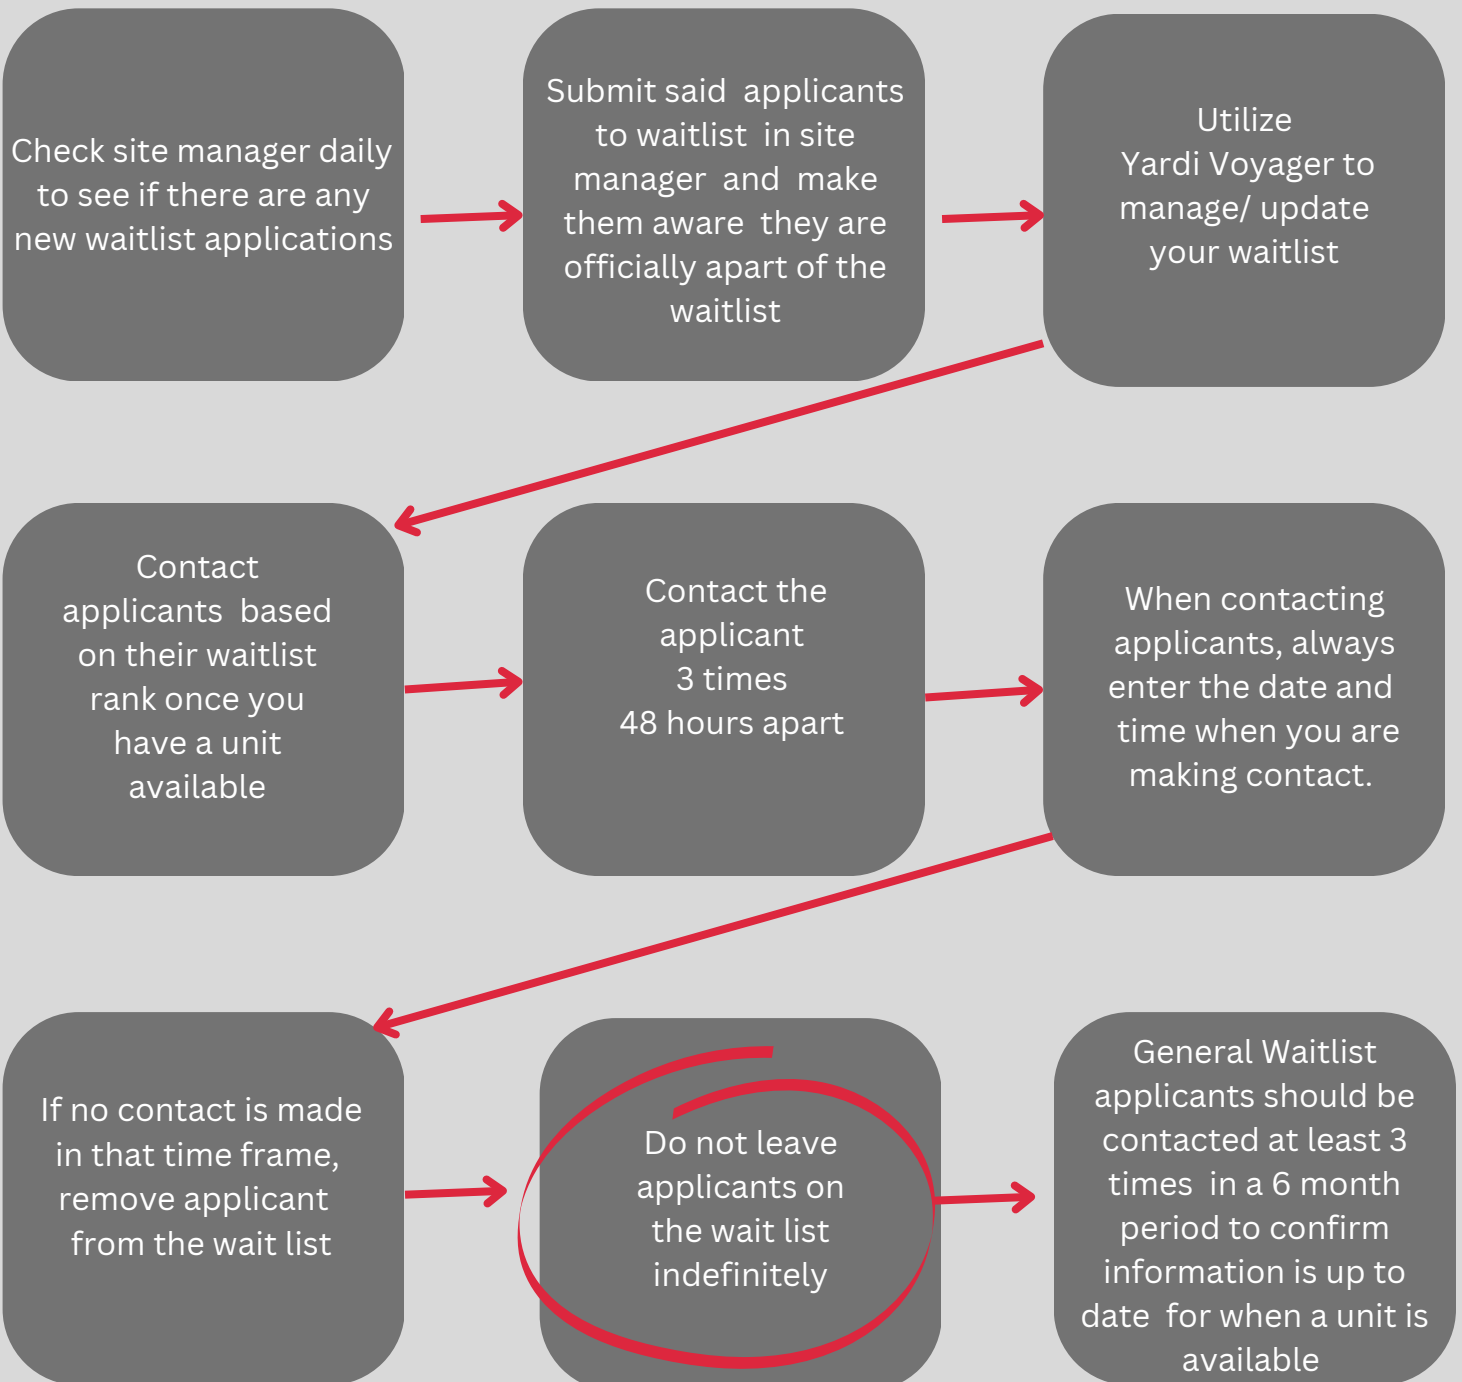 Check site manager daily
to see if there are any
new waitlist applications
Submit said applicants
to waitlist in site
manager and make
them aware they are
officially apart of the
waitlist
Utilize
Yardi Voyager to
manage/ update
your waitlist
Contact
applicants based
on their waitlist
rank once you
have a unit
available
Contact the
applicant
3 times
48 hours apart
When contacting
applicants, always
enter the date and
time when you are
making contact.
If no contact is made
in that time frame,
remove applicant
from the wait list
Do not leave
applicants on
the wait list
indefinitely
General Waitlist
applicants should be
contacted at least 3
times in a 6 month
period to confirm
information is up to
date for when a unit is
available